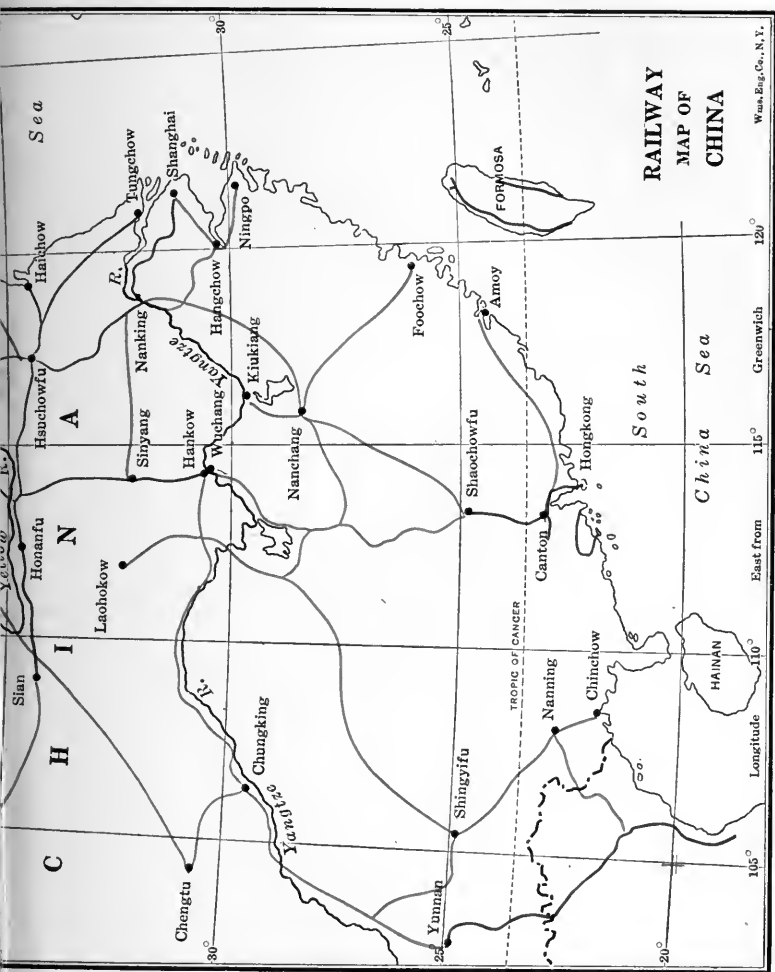 RAILWAY
MAP OF
CHINA
Wms. Eng. Co., N.Y.
Sea
Tungchow
Shanghai
Haichow
R.
Ningpo
Hangchow
Hsuchowfu
Nanking
Yangtze
Kiukiang
FORMOSA
Foochow
Amoy
A
Sinyang
Hankow
Wuchang
Nanchang
Shaochowfu
Hongkong
South
China Sea
Yellow
R.
Honanfu
N
Laohokow
Canton
TROPIC OF CANCER
Sian
I
R.
Chungking
Nanning
Chinchow
HAINAN
H
Yangtze
Shingyifu
C
Chengtu
Yunnan
30°
25°
30°
25°
20°
105°
Longitude
110°
East from
115°
Greenwich
120°